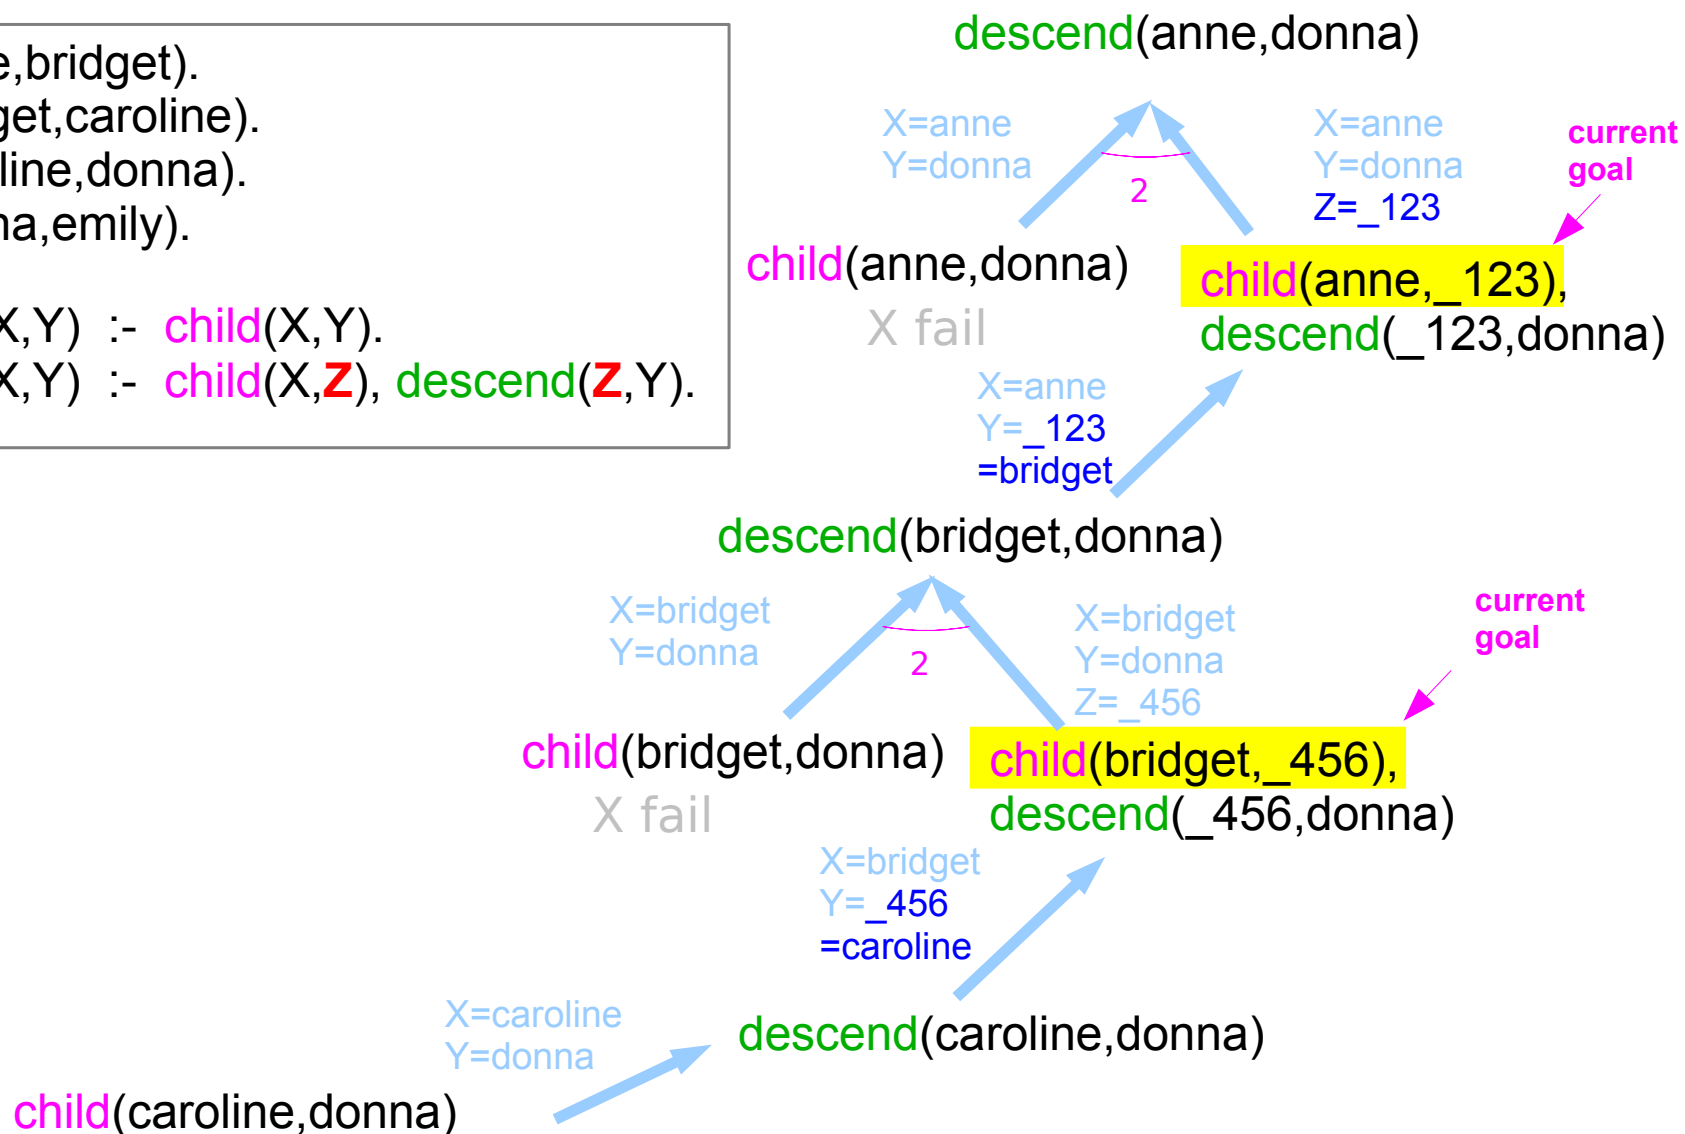 e,bridget).
get,caroline).
line,donna).
na,emily).
X,Y) :- child(X,Y).
X,Y) :- child(X,Z), descend(Z,Y).
descend(anne,donna)
X=anne
Y=donna
2
X=anne
Y=donna
Z=_123
current
goal
child(anne,donna)
X fail
child(anne,_123),
descend(_123,donna)
X=anne
Y=_123
=bridget
descend(bridget,donna)
X=bridget
Y=donna
2
X=bridget
Y=donna
Z=_456
current
goal
child(bridget,donna)
X fail
child(bridget,_456),
descend(_456,donna)
X=bridget
Y=_456
=caroline
descend(caroline,donna)
X=caroline
Y=donna
child(caroline,donna)